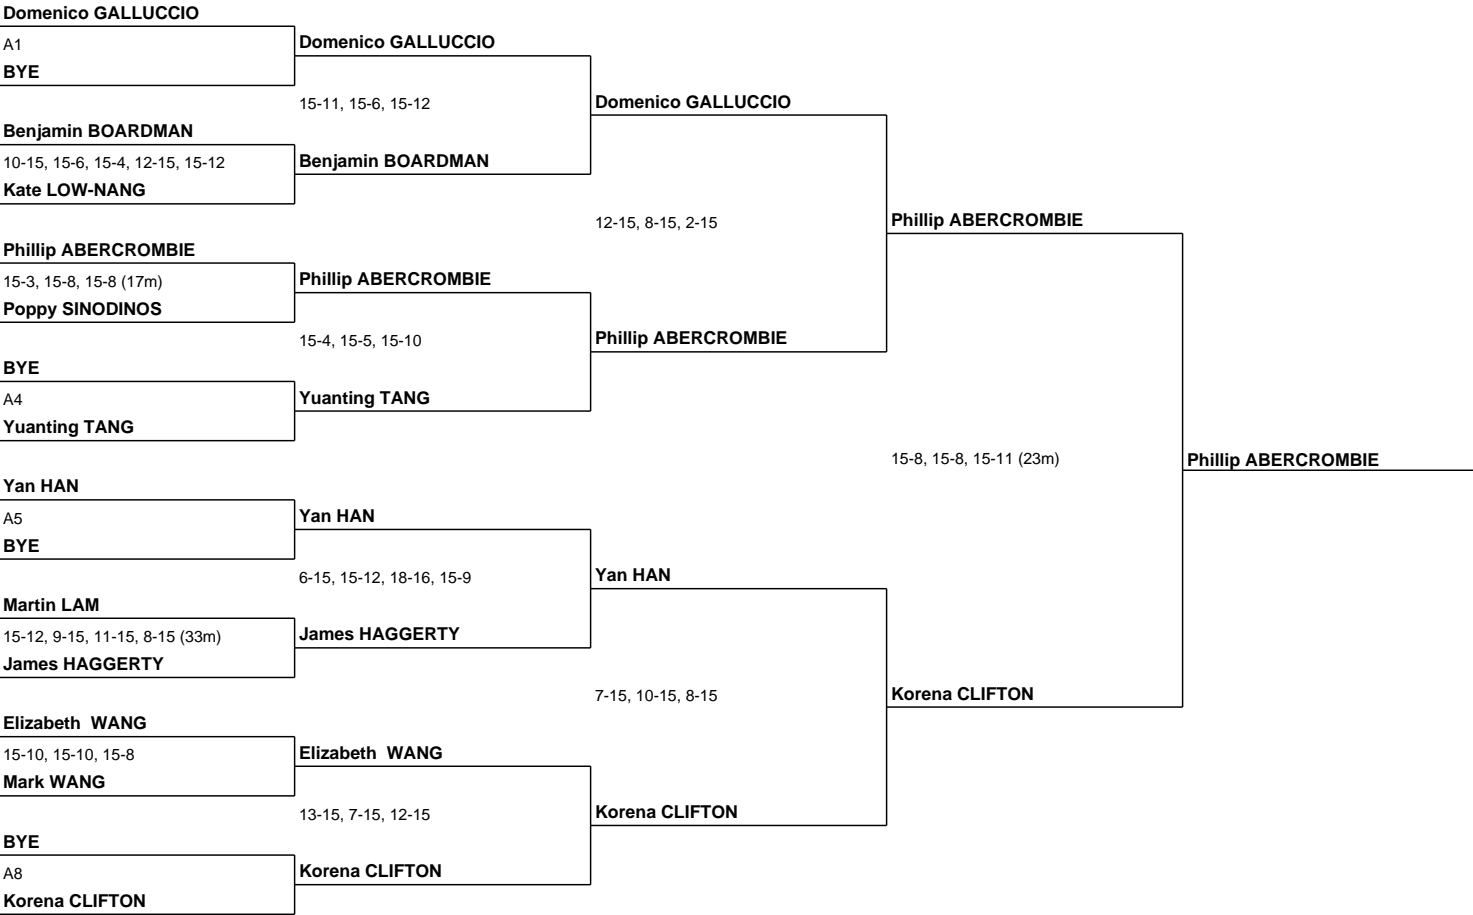 Domenico GALLUCCIO
A1
BYE
Benjamin BOARDMAN
10-15, 15-6, 15-4, 12-15, 15-12
Kate LOW-NANG
Phillip ABERCROMBIE
15-3, 15-8, 15-8 (17m)
Poppy SINODINOS
BYE
A4
Yuanting TANG
Yan HAN
A5
BYE
Martin LAM
15-12, 9-15, 11-15, 8-15 (33m)
James HAGGERTY
Elizabeth  WANG
15-10, 15-10, 15-8
Mark WANG
BYE
A8
Korena CLIFTON
Domenico GALLUCCIO
15-11, 15-6, 15-12
Benjamin BOARDMAN
Phillip ABERCROMBIE
15-4, 15-5, 15-10
Yuanting TANG
Yan HAN
6-15, 15-12, 18-16, 15-9
James HAGGERTY
Elizabeth  WANG
13-15, 7-15, 12-15
Korena CLIFTON
Domenico GALLUCCIO
12-15, 8-15, 2-15
Phillip ABERCROMBIE
Yan HAN
7-15, 10-15, 8-15
Korena CLIFTON
Phillip ABERCROMBIE
15-8, 15-8, 15-11 (23m)
Korena CLIFTON
Phillip ABERCROMBIE